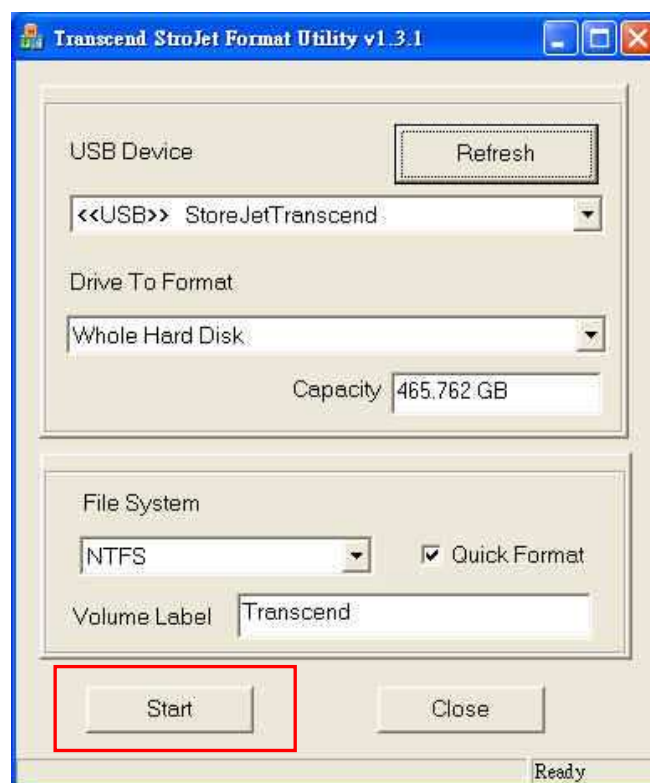 Transcend StroJet Format Utility v1.3.1
USB Device
Refresh
<<USB>> StoreJetTranscend
Drive To Format
Whole Hard Disk
Capacity 465.762 GB
File System
NTFS
Quick Format
Volume Label Transcend
Start Close
Ready